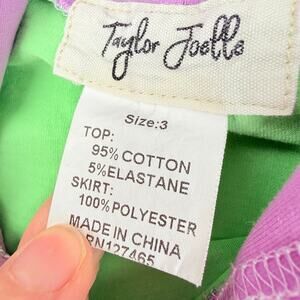 Taylor Joelle
Size:3
TOP:
95% COTTON
5%ELASTANE
SKIRT:
100%POLYESTER
MADE IN CHINA
RN127465